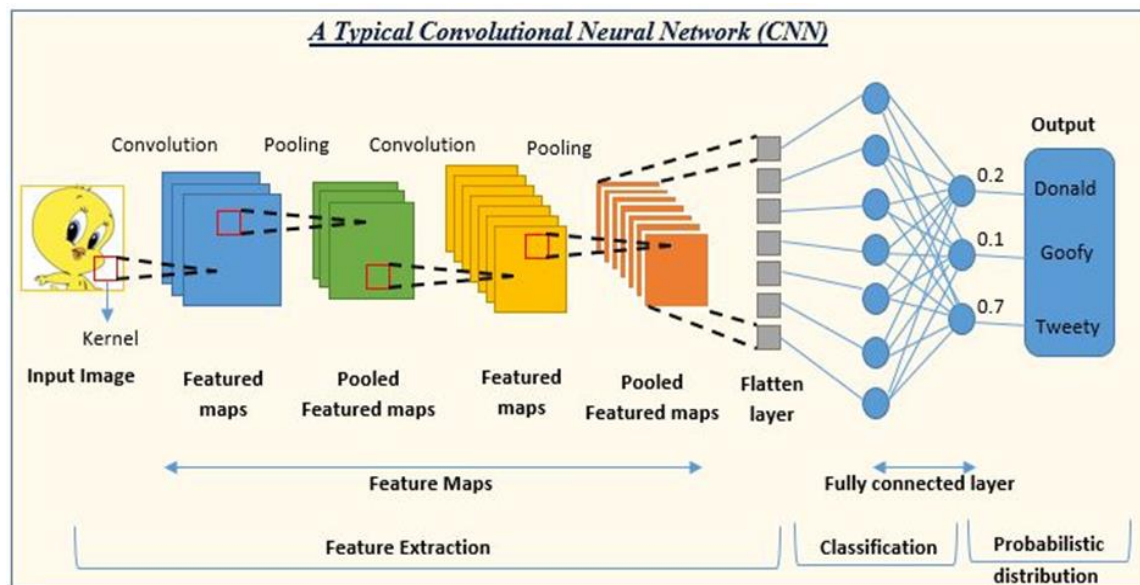 A Typical Convolutional Neural Network (CNN)
Convolution
Pooling
Convolution
Pooling
Output
0.2
Donald
0.1
Goofy
0.7
Tweety
Kernel
Input Image
Featured
maps
Pooled
Featured maps
Featured
maps
Pooled
Featured maps
Flatten
layer
Feature Maps
Fully connected layer
Feature Extraction
Classification
Probabilistic
distribution